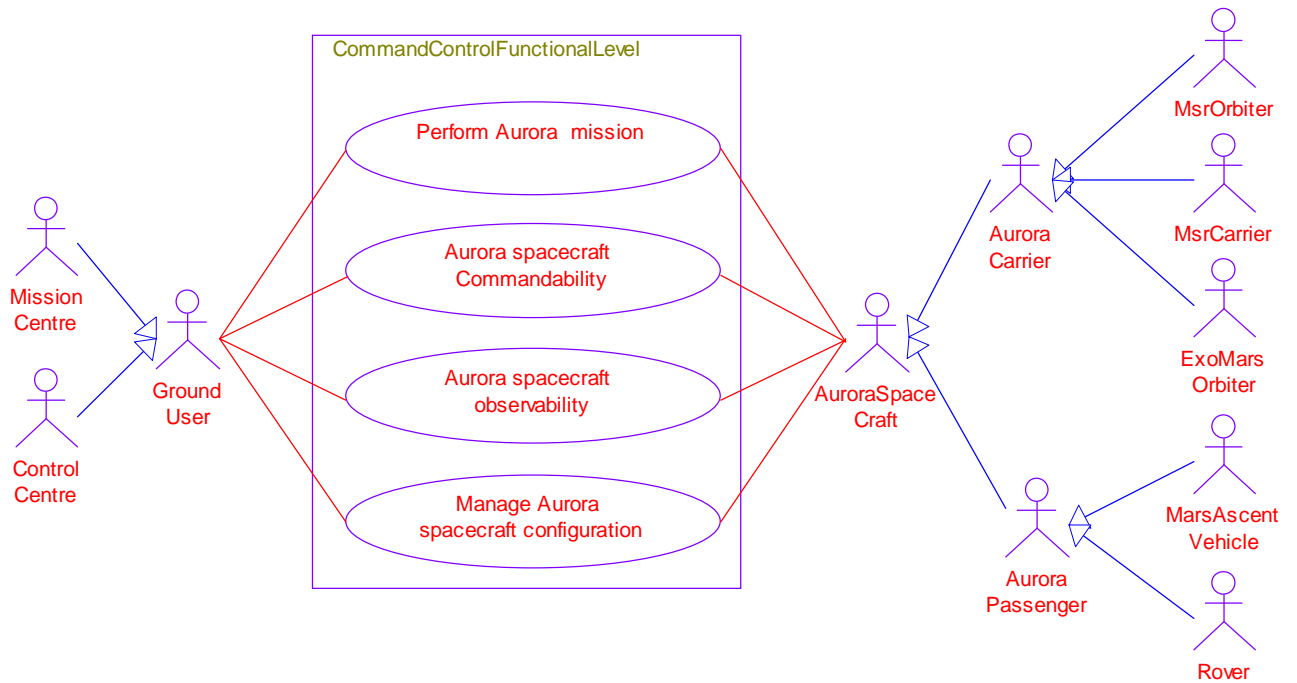 CommandControlFunctionalLevel
Perform Aurora mission
Aurora spacecraft
Commandability
Aurora spacecraft
observability
Manage Aurora
spacecraft configuration
Mission
Centre
Control
Centre
Ground
User
AuroraSpace
Craft
Aurora
Carrier
Aurora
Passenger
MsrOrbiter
MsrCarrier
ExoMars
Orbiter
MarsAscent
Vehicle
Rover